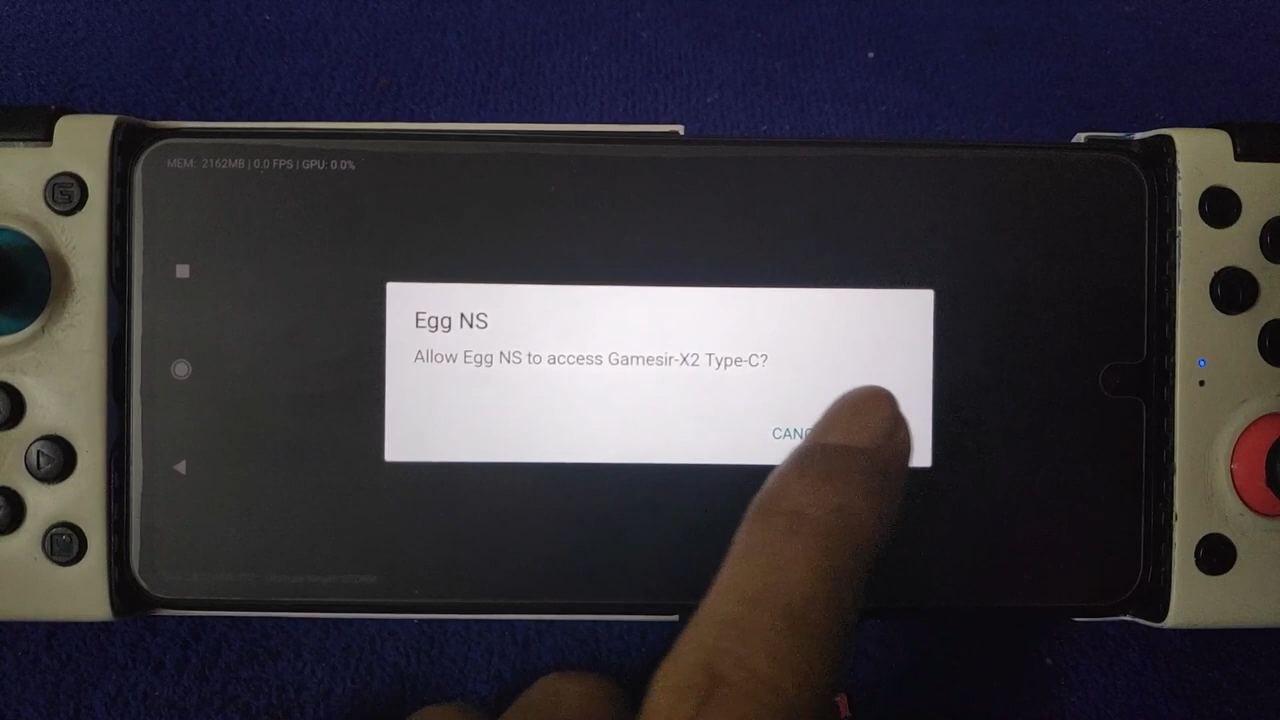 MEM: 2162MB | 0.0 FPS | GPU: 0.0%
Egg NS
Allow Egg NS to access Gamesir-X2 Type-C?